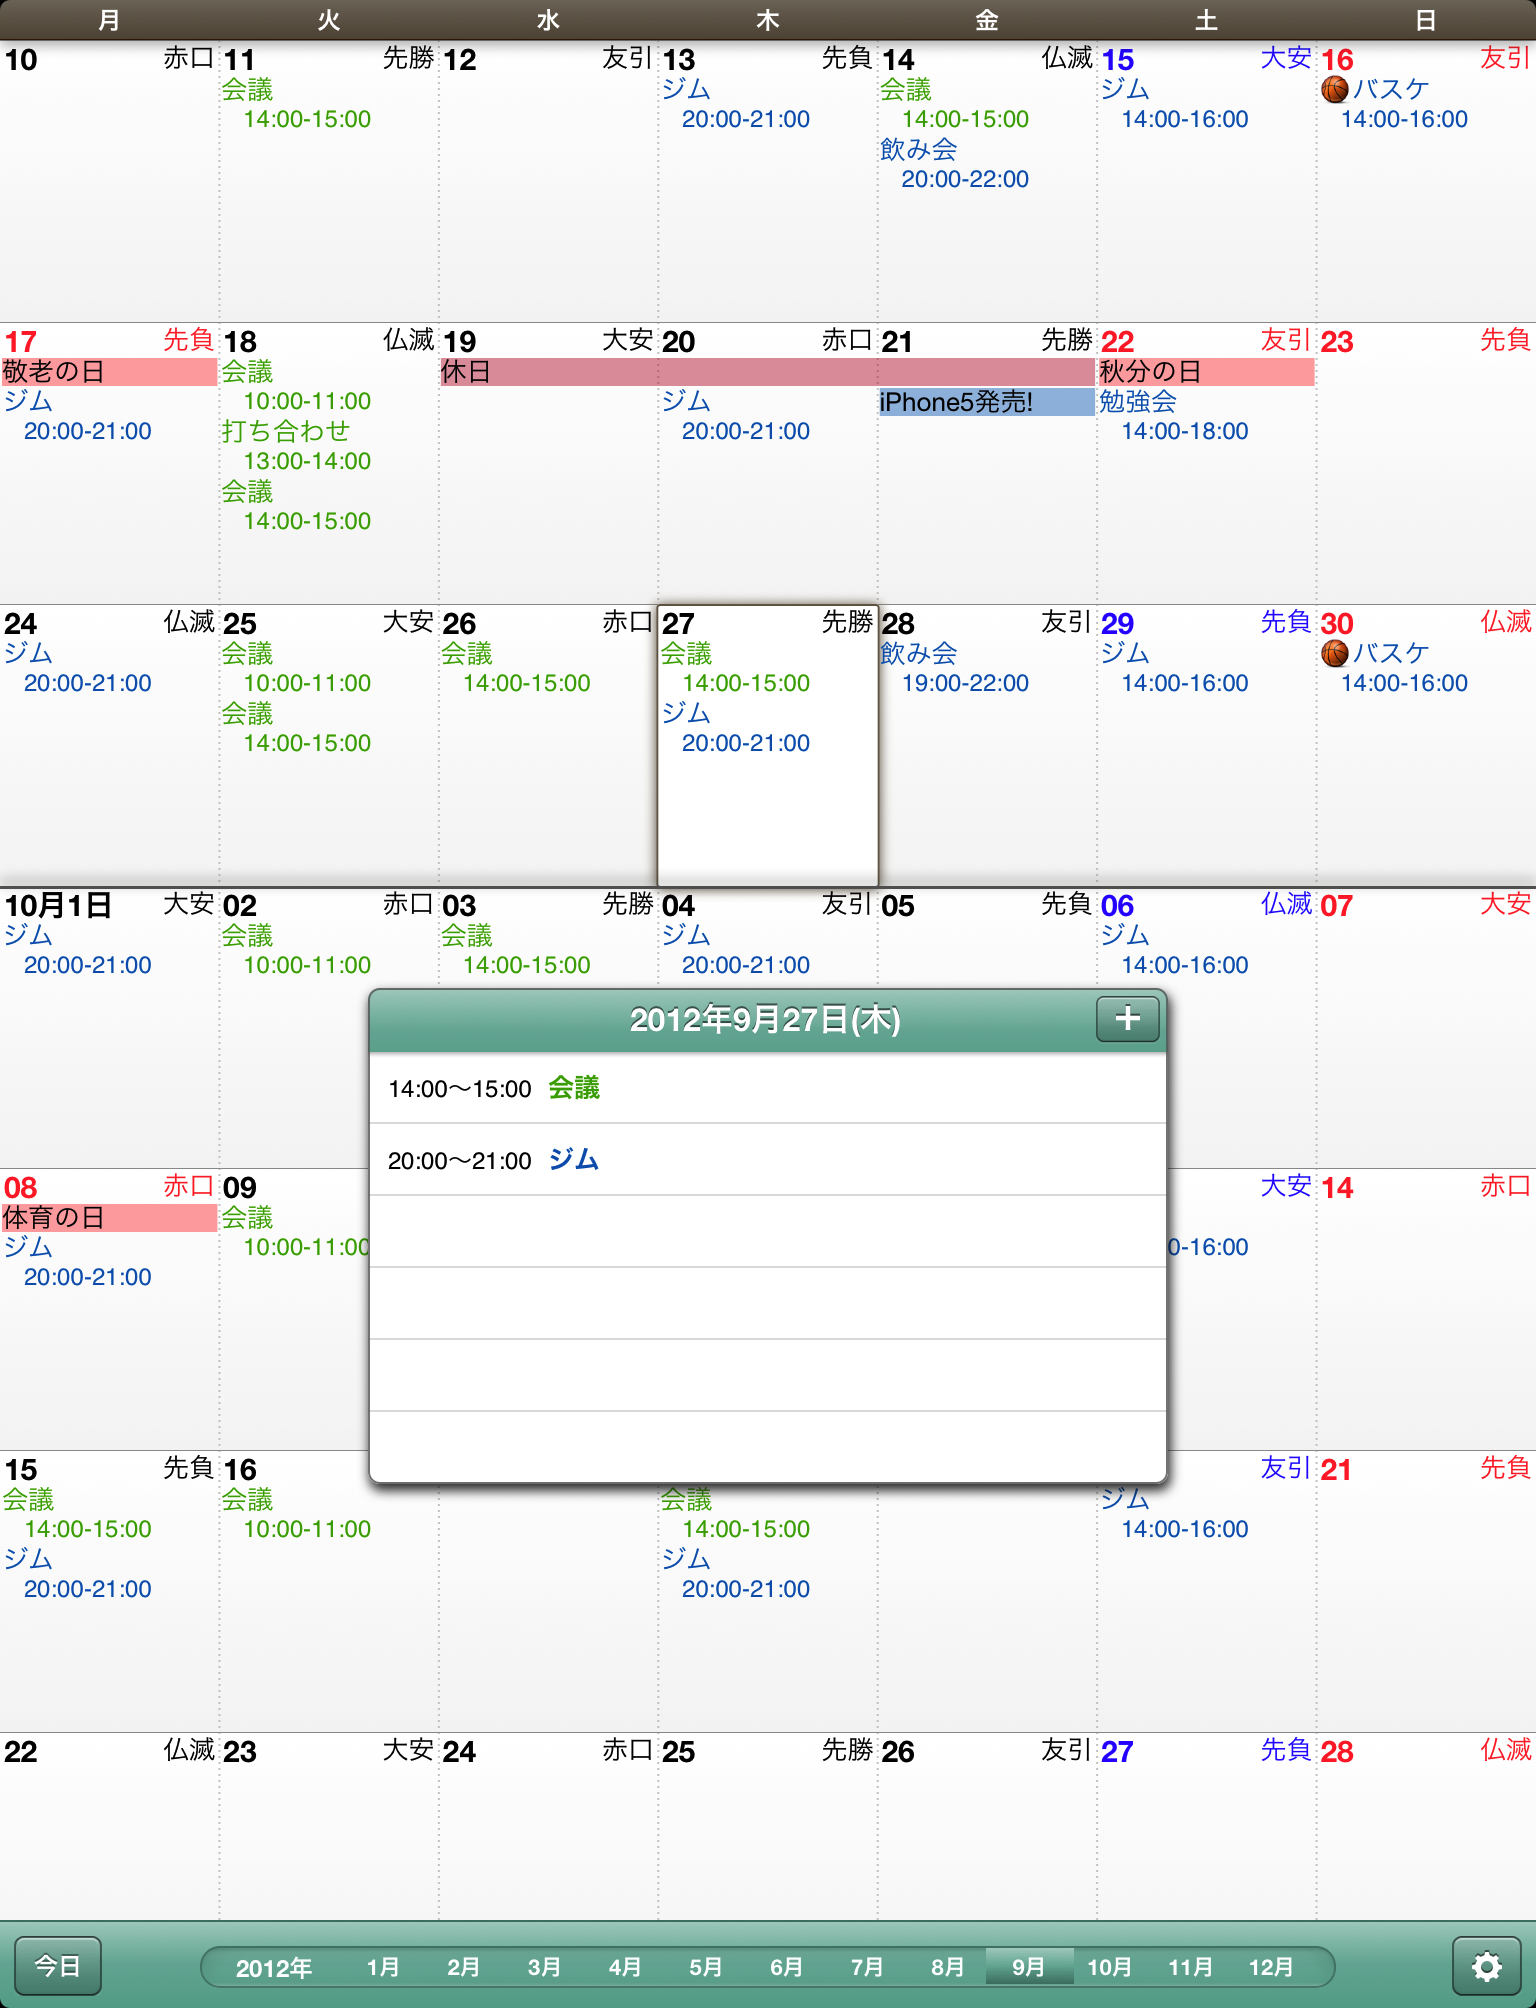 月 火 水 木 金 土 日
10 赤口 11 先勝 12 友引 13 先負 14 仏滅 15 大安 16 友引
会議 ジム 会議 ジム バスケ
14:00-15:00 20:00-21:00 14:00-15:00 14:00-16:00 14:00-16:00
飲み会
20:00-22:00
17 先負 18 仏滅 19 大安 20 赤口 21 先勝 22 友引 23 先負
敬老の日 会議 休日 秋分の日
ジム 10:00-11:00 ジム iPhone5発売! 勉強会
20:00-21:00 打ち合わせ 20:00-21:00 14:00-18:00
13:00-14:00
会議
14:00-15:00
24 仏滅 25 大安 26 赤口 27 先勝 28 友引 29 先負 30 仏滅
ジム 会議 会議 会議 飲み会 ジム バスケ
20:00-21:00 10:00-11:00 14:00-15:00 14:00-15:00 19:00-22:00 14:00-16:00 14:00-16:00
会議 ジム
14:00-15:00 20:00-21:00
10月1日 大安 02 赤口 03 先勝 04 友引 05 先負 06 仏滅 07 大安
ジム 会議 会議 ジム ジム
20:00-21:00 10:00-11:00 14:00-15:00 20:00-21:00 14:00-16:00
2012年9月27日(木) +
14:00～15:00 会議
20:00～21:00 ジム
08 赤口 09 大安 14 赤口
体育の日 会議
ジム 10:00-11:00 0-16:00
20:00-21:00
15 先負 16 友引 21 先負
会議 会議 会議 ジム
14:00-15:00 10:00-11:00 14:00-15:00 14:00-16:00
ジム ジム
20:00-21:00 20:00-21:00
22 仏滅 23 大安 24 赤口 25 先勝 26 友引 27 先負 28 仏滅
今日 2012年 1月 2月 3月 4月 5月 6月 7月 8月 9月 10月 11月 12月